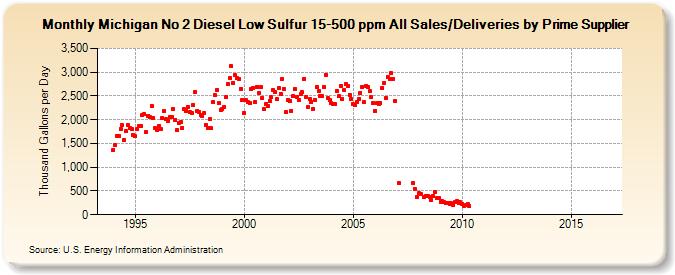 Monthly Michigan No 2 Diesel Low Sulfur 15-500 ppm All Sales/Deliveries by Prime Supplier
Thousand Gallons per Day
3,500
3,000
2,500
2,000
1,500
1,000
500
0
1995 2000 2005 2010 2015
Source: U.S. Energy Information Administration